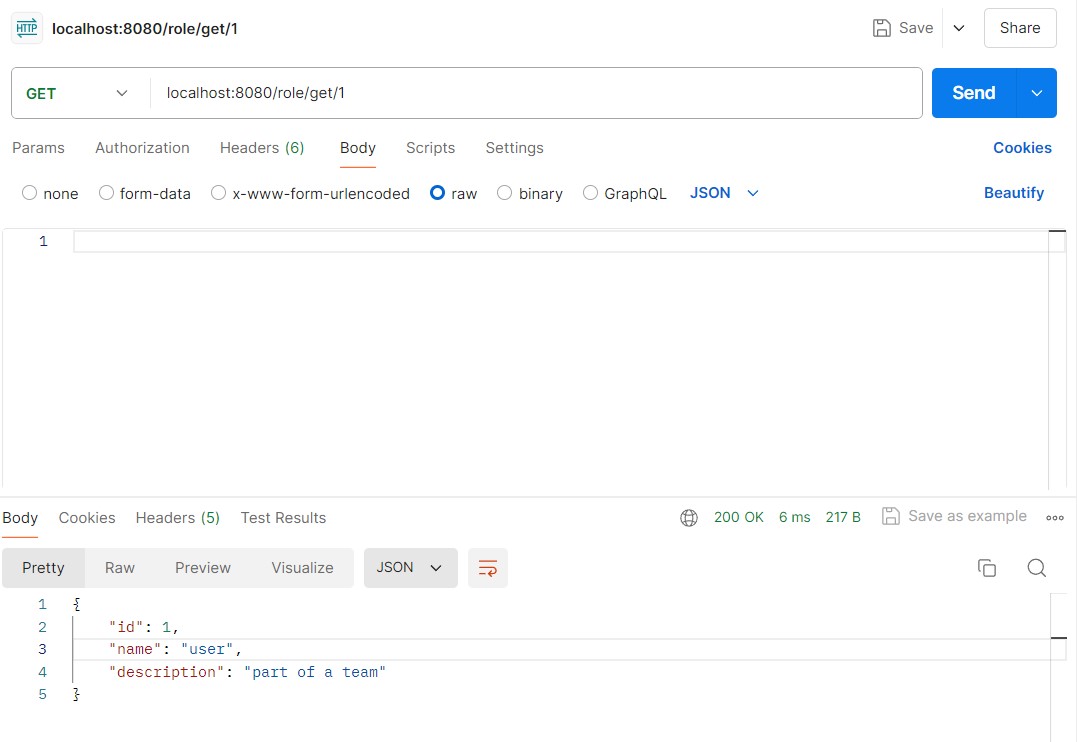 HTTP localhost:8080/role/get/1 Save Share
GET localhost:8080/role/get/1 Send
Params Authorization Headers (6) Body Scripts Settings Cookies
none form-data x-www-form-urlencoded raw binary GraphQL JSON Beautify
1
Body Cookies Headers (5) Test Results 200 OK 6 ms 217 B Save as example
Pretty Raw Preview Visualize JSON
1 {
2 "id": 1,
3 "name": "user",
4 "description": "part of a team"
5 }